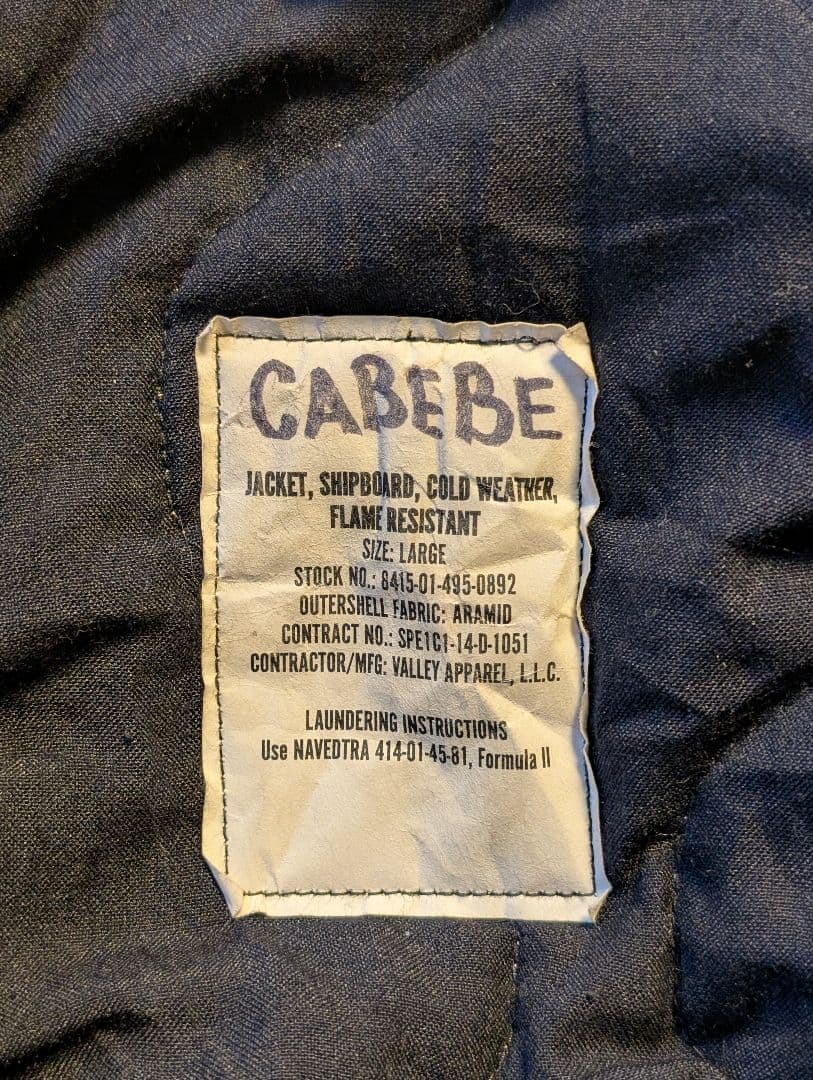 CABEBE
JACKET, SHIPBOARD, COLD WEATHER,
FLAME RESISTANT
SIZE: LARGE
STOCK NO.: 8415-01-495-0892
OUTERSHELL FABRIC: ARAMID
CONTRACT NO.: SPE1C1-14-D-1051
CONTRACTOR/MFG: VALLEY APPAREL, L.L.C.
LAUNDERING INSTRUCTIONS
Use NAVEDTRA 414-01-45-81, Formula II